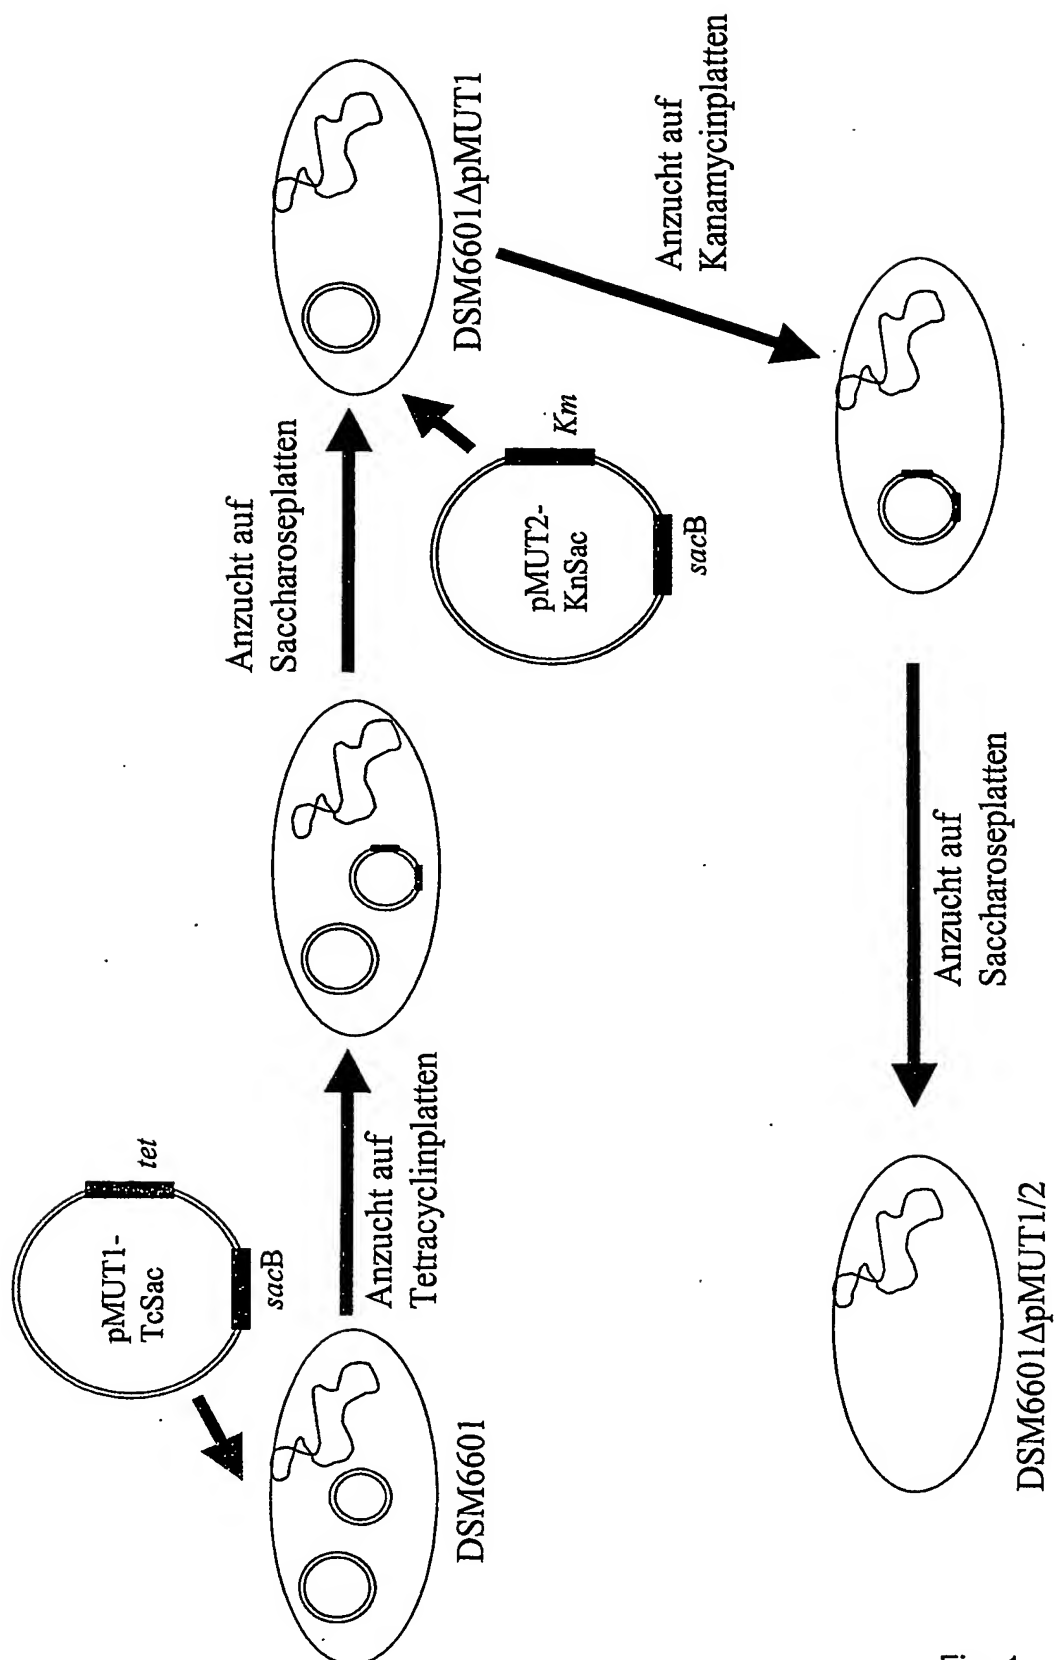 pMUT1-
TcSac
tet
sacB
DSM6601
Anzucht auf
Tetracyclinplatten
Anzucht auf
Saccharoseplatten
pMUT2-
KnSac
Km
sacB
DSM6601ΔpMUT1
Anzucht auf
Kanamycinplatten
Anzucht auf
Saccharoseplatten
DSM6601ΔpMUT1/2